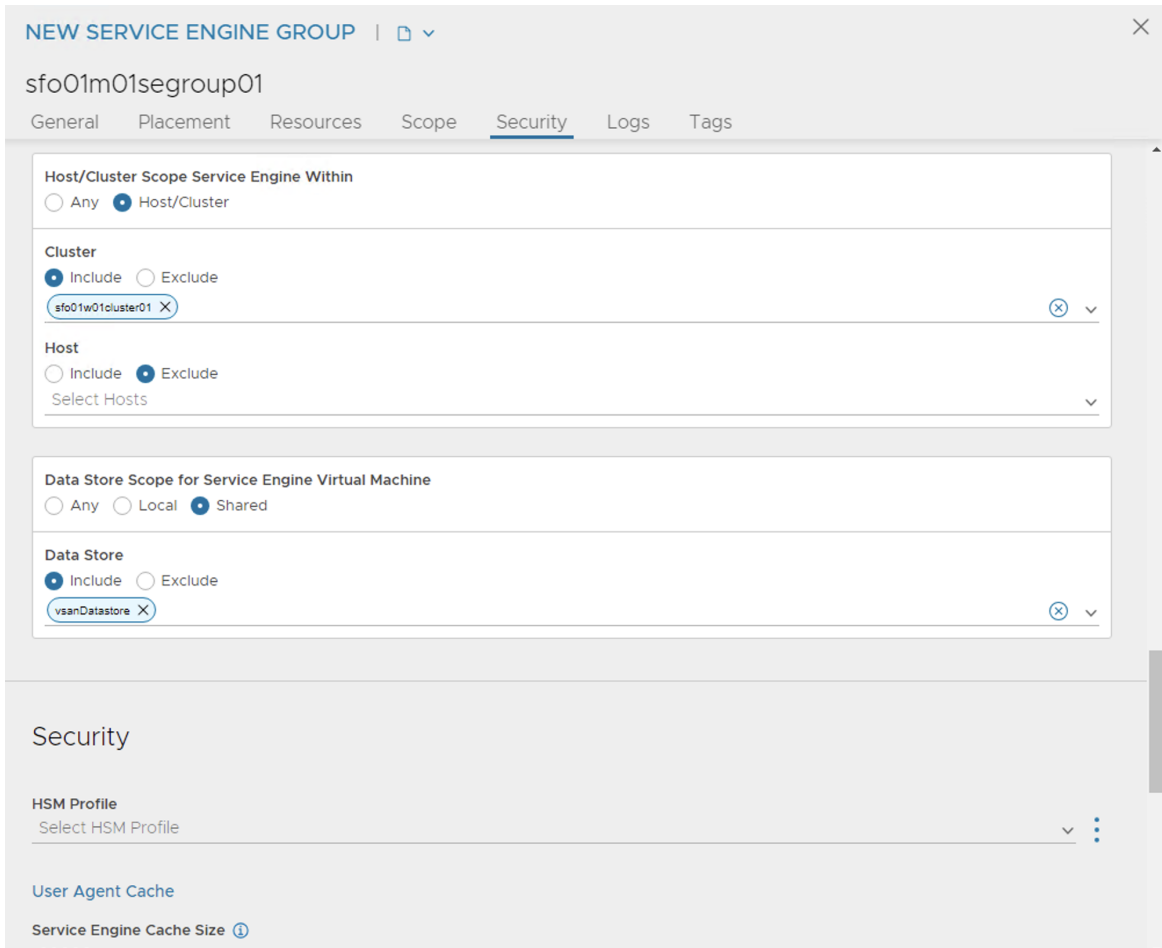 NEW SERVICE ENGINE GROUP
sfo01m01segroup01
General Placement Resources Scope Security Logs Tags
Host/Cluster Scope Service Engine Within
Any Host/Cluster
Cluster
Include Exclude
sfo01w01cluster01
Host
Include Exclude
Select Hosts
Data Store Scope for Service Engine Virtual Machine
Any Local Shared
Data Store
Include Exclude
vsanDatastore
Security
HSM Profile
Select HSM Profile
User Agent Cache
Service Engine Cache Size